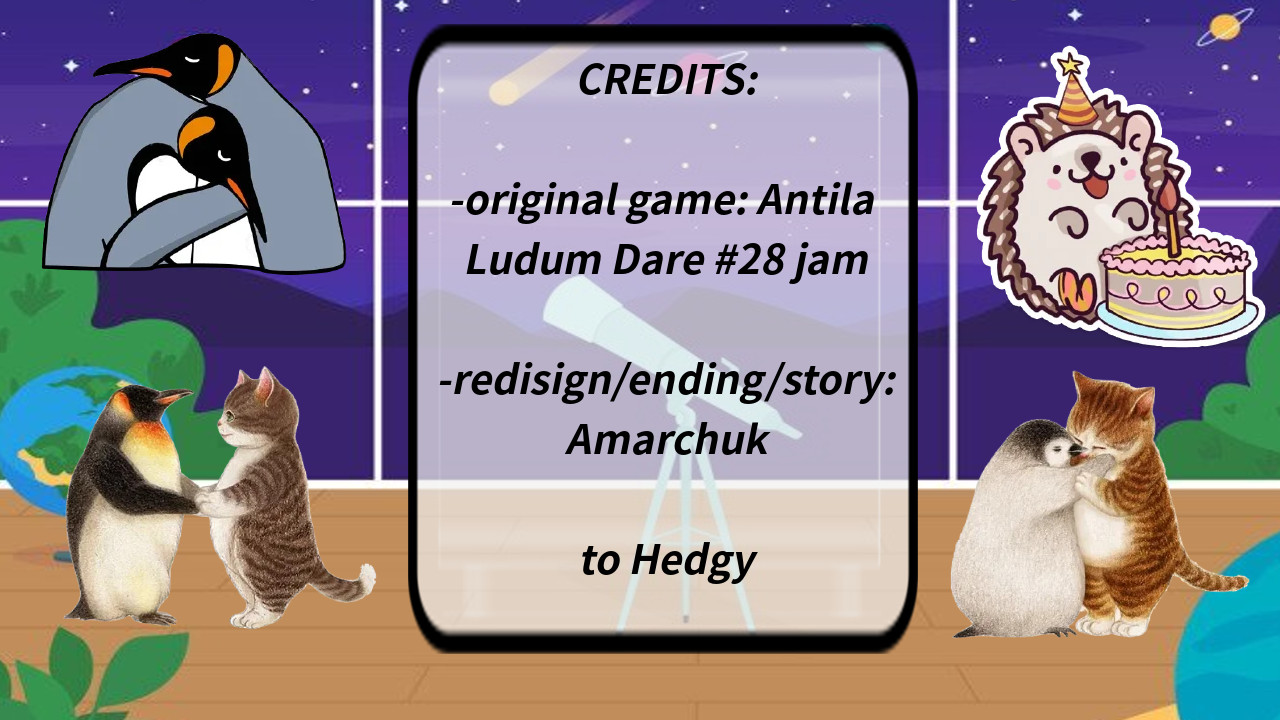 CREDITS:
-original game: Antila
Ludum Dare #28 jam
-redisign/ending/story:
Amarchuk
to Hedgy